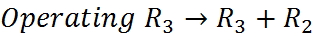 Operating R₃ → R₃ + R₂